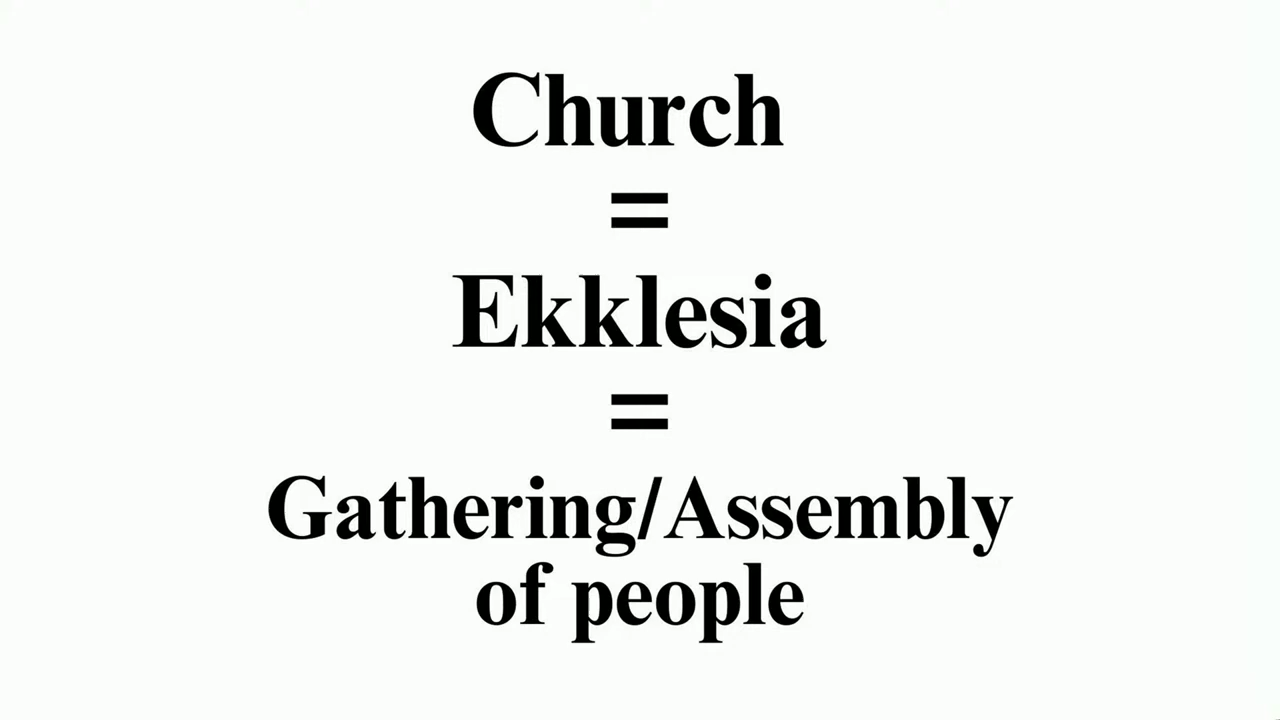 Church
=
Ekklesia
=
Gathering/Assembly
of people